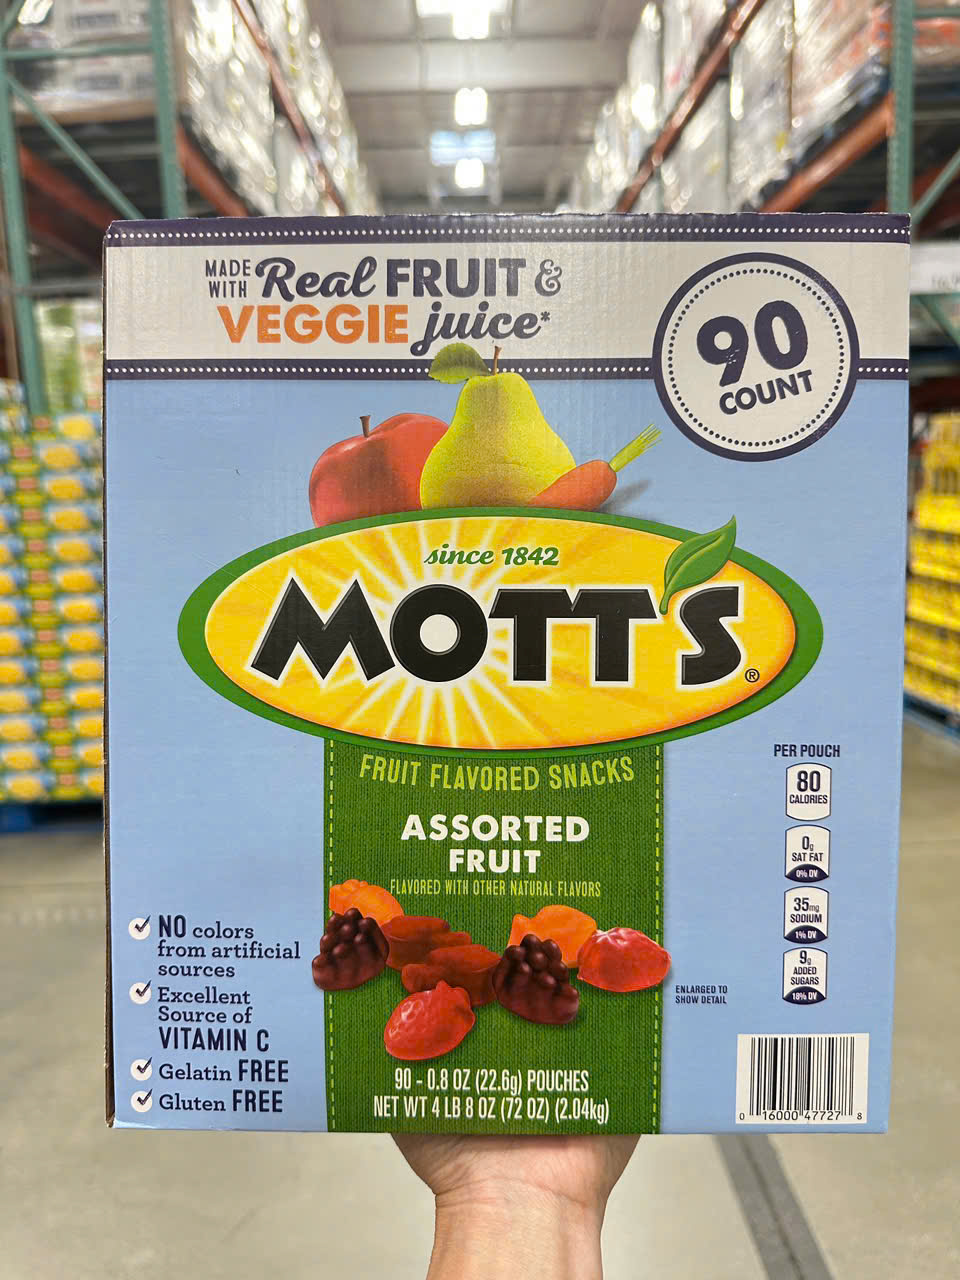 MADE WITH Real FRUIT &
VEGGIE juice*
90
COUNT
since 1842
MOTT'S®
FRUIT FLAVORED SNACKS
ASSORTED
FRUIT
FLAVORED WITH OTHER NATURAL FLAVORS
PER POUCH
80
CALORIES
0g
SAT FAT
0% DV
35mg
SODIUM
1% DV
9g
ADDED
SUGARS
18% DV
NO colors
from artificial
sources
Excellent
Source of
VITAMIN C
Gelatin FREE
Gluten FREE
ENLARGED TO
SHOW DETAIL
90 - 0.8 OZ (22.6g) POUCHES
NET WT 4 LB 8 OZ (72 OZ) (2.04kg)
0 16000 47727 8